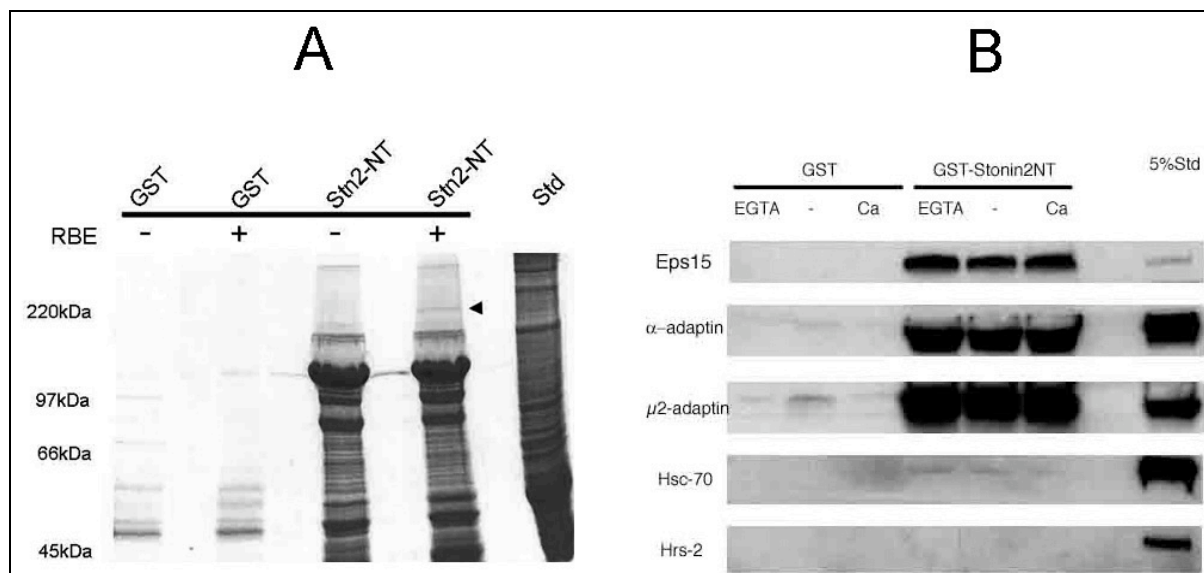 A
B
GST GST Stn2-NT Stn2-NT Std
RBE - + - +
220kDa
97kDa
66kDa
45kDa
GST GST-Stonin2NT 5%Std
EGTA - Ca EGTA - Ca
Eps15
α-adaptin
µ2-adaptin
Hsc-70
Hrs-2